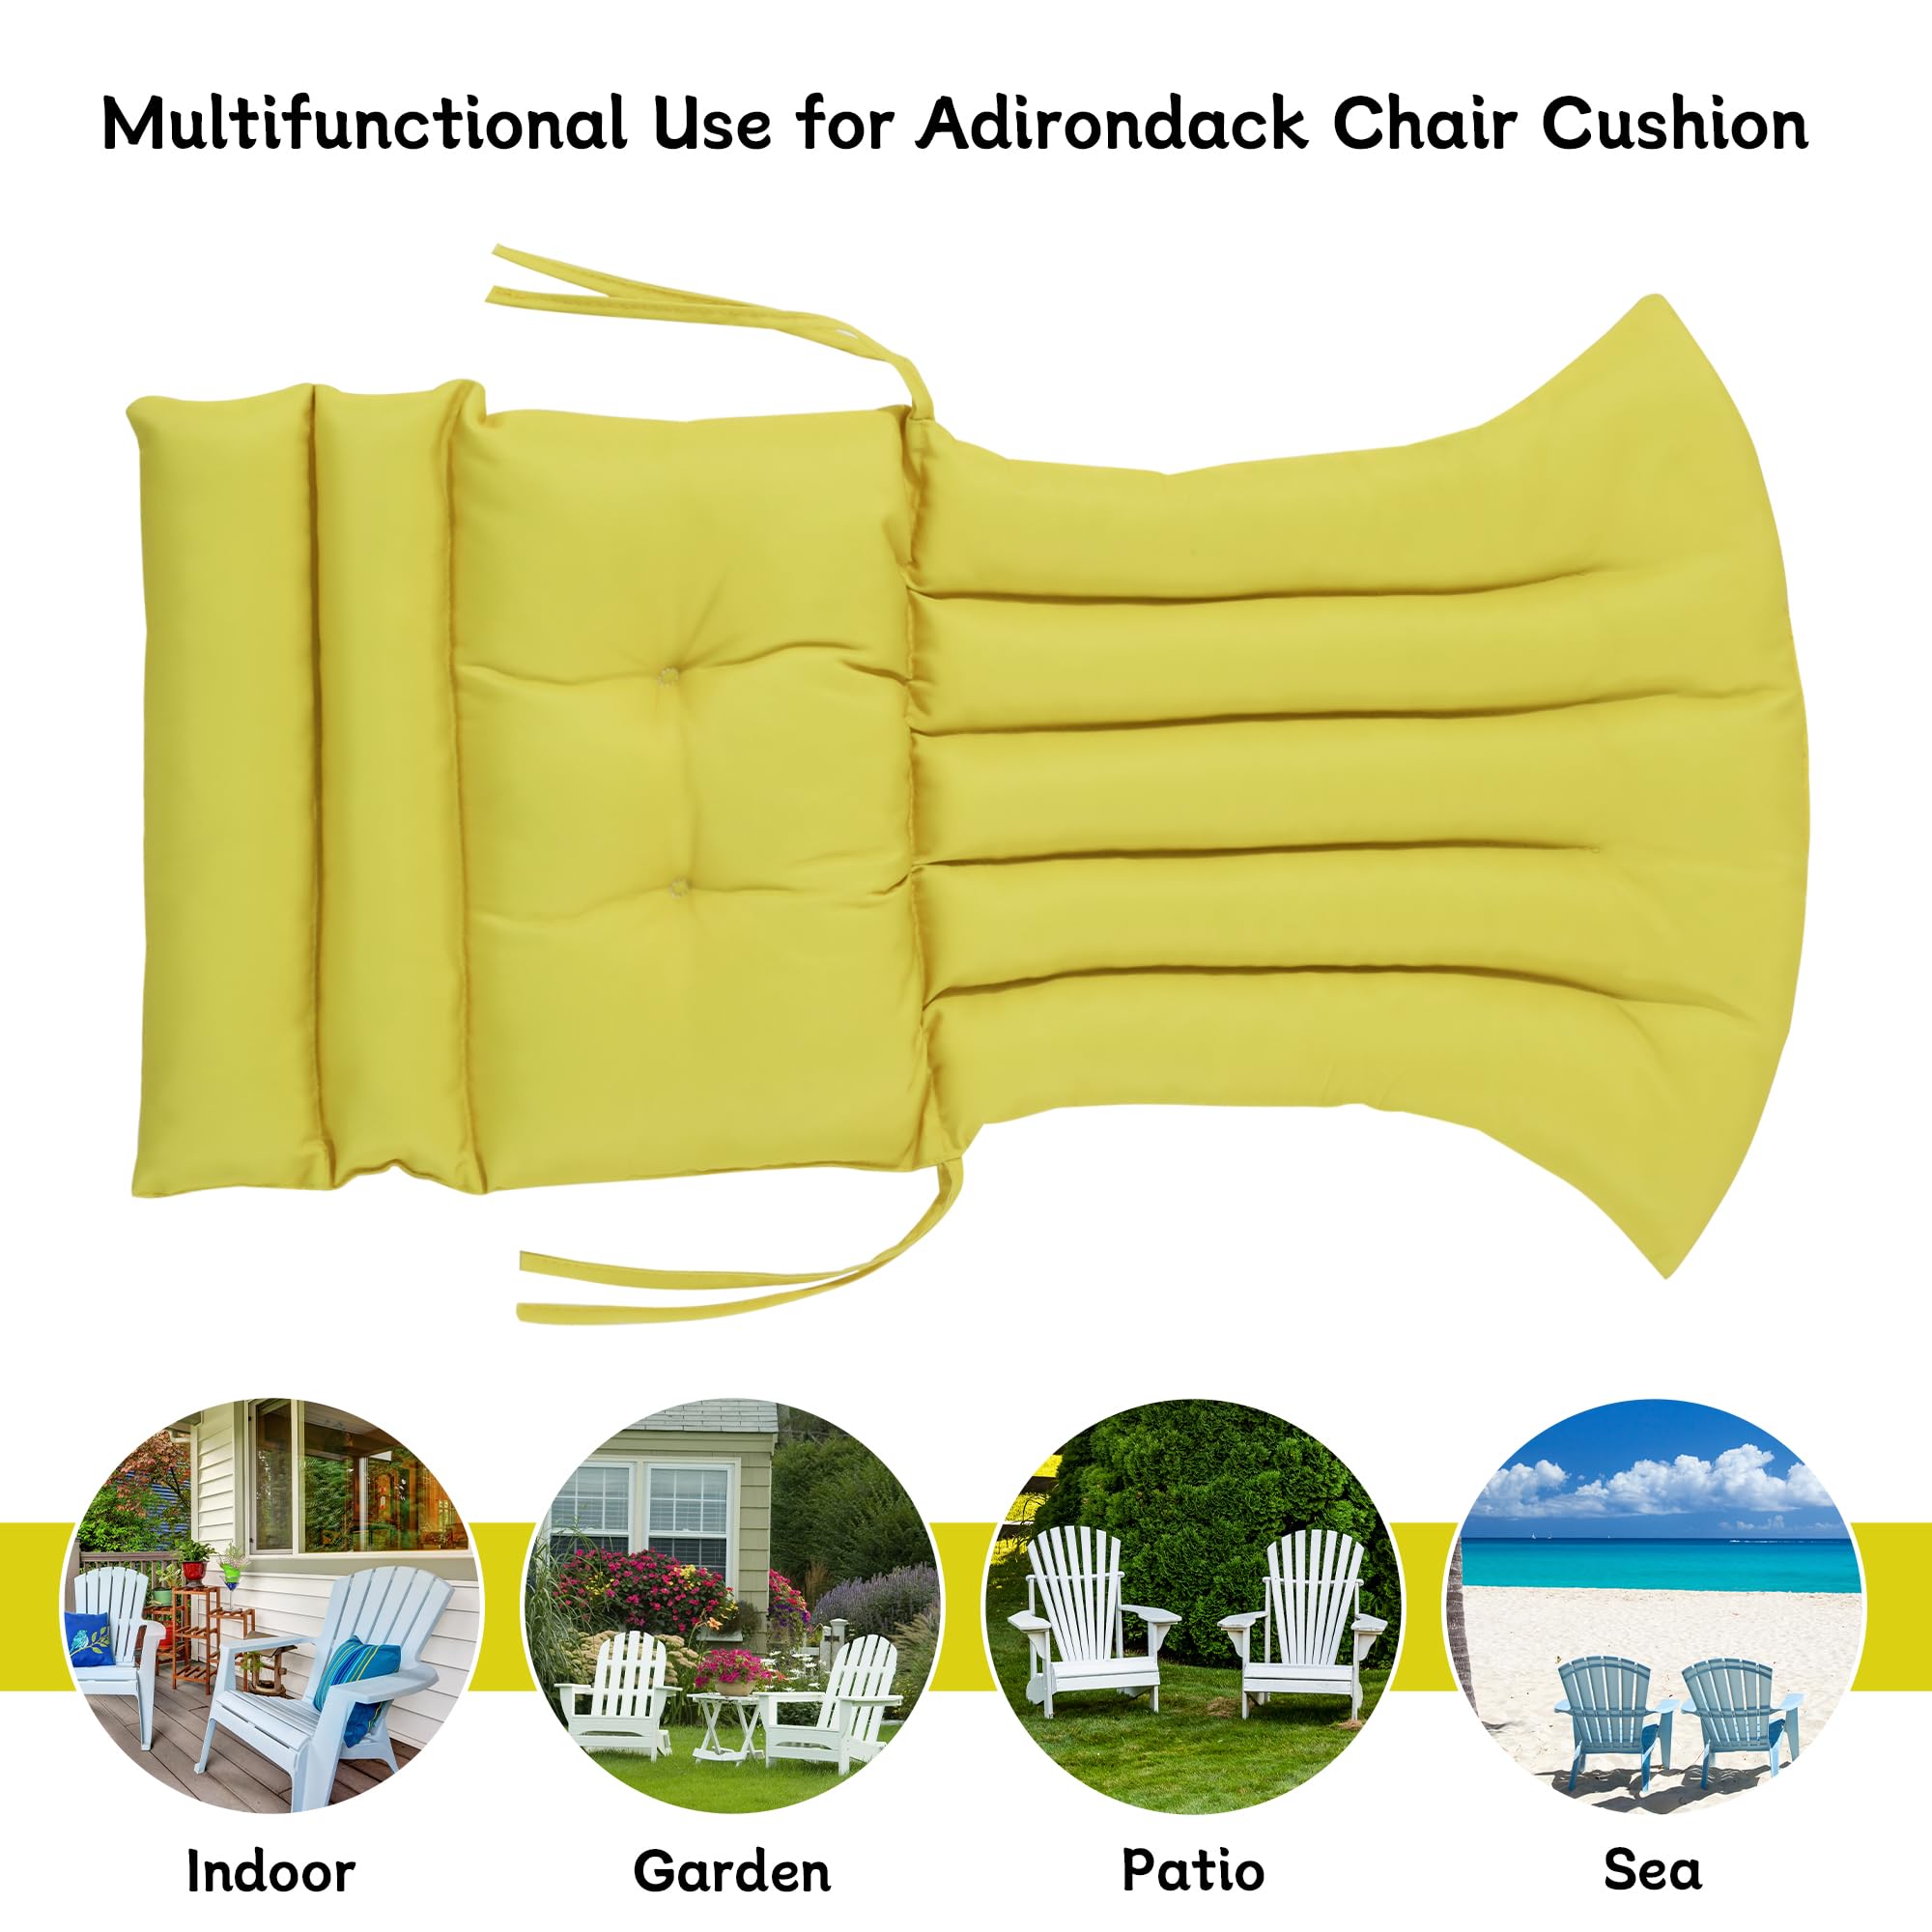 Multifunctional Use for Adirondack Chair Cushion
Indoor
Garden
Patio
Sea